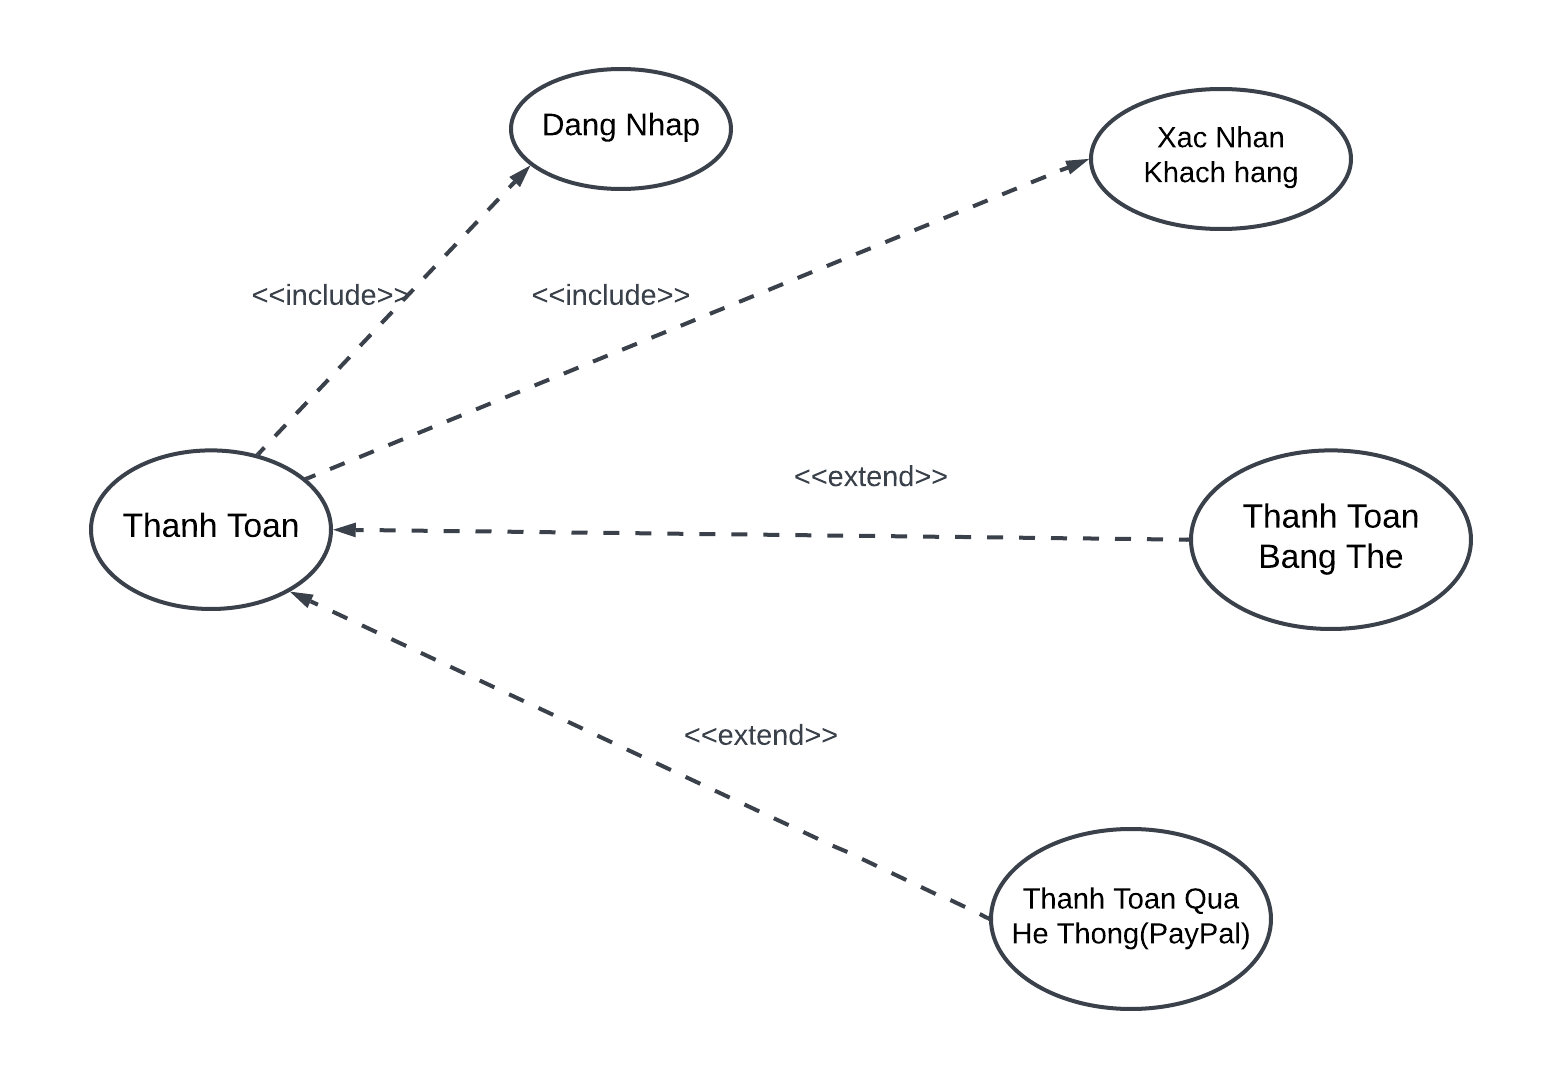 Dang Nhap
Xac Nhan
Khach hang
<<include>>
<<include>>
<<extend>>
Thanh Toan
Thanh Toan
Bang The
<<extend>>
Thanh Toan Qua
He Thong(PayPal)